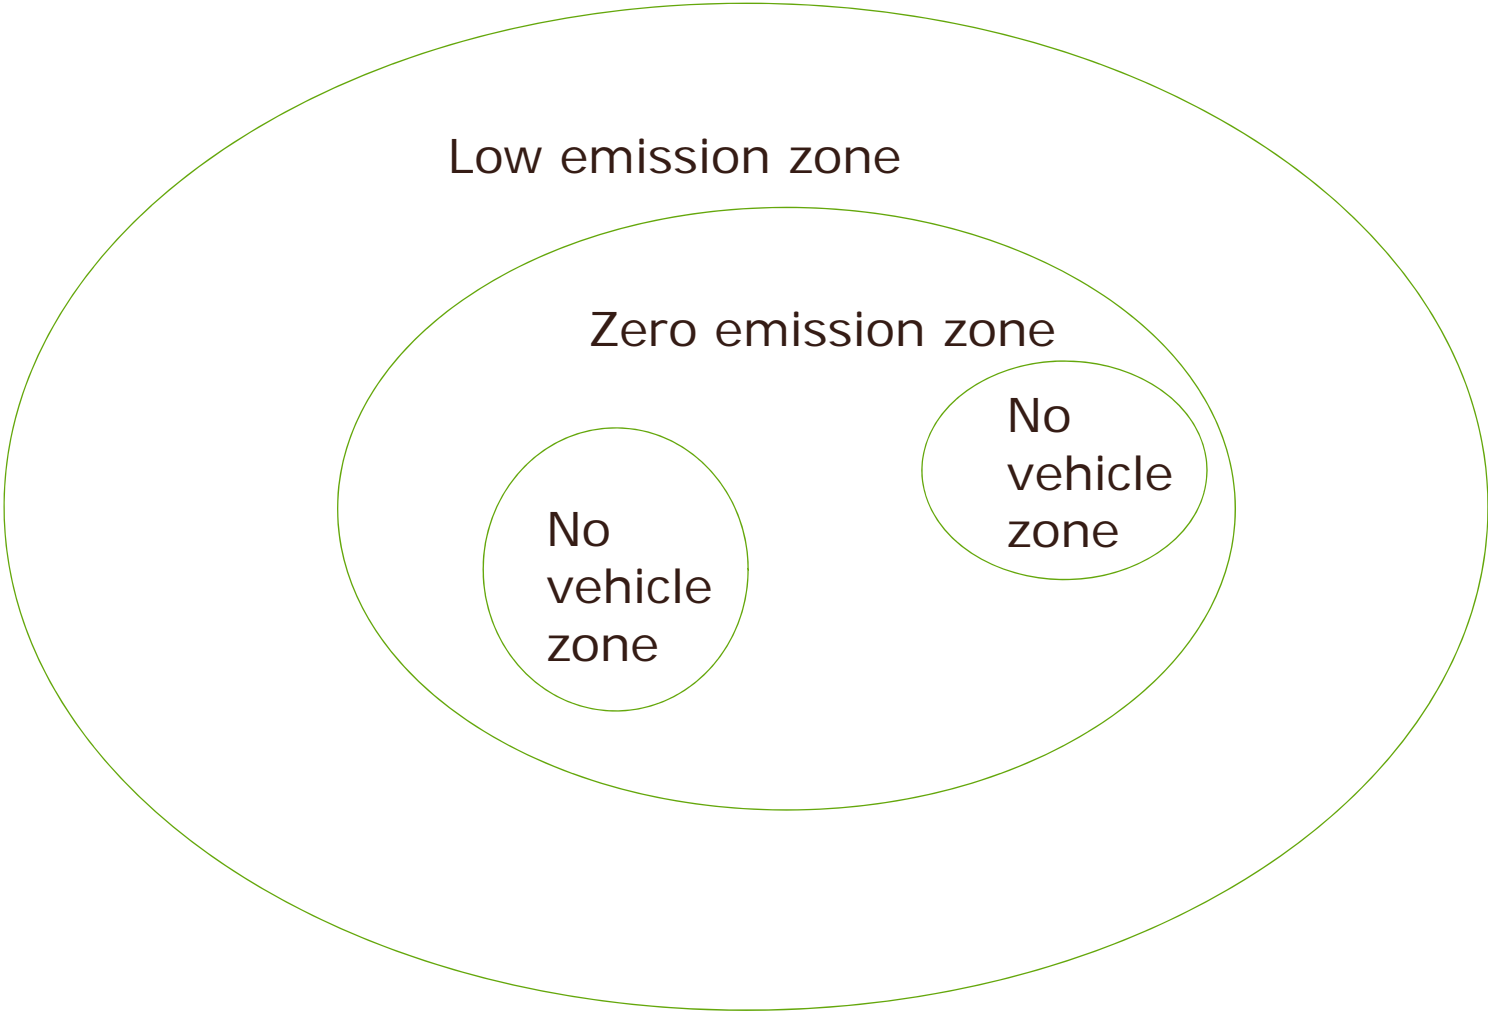 Low emission zone
Zero emission zone
No
vehicle
zone
No
vehicle
zone